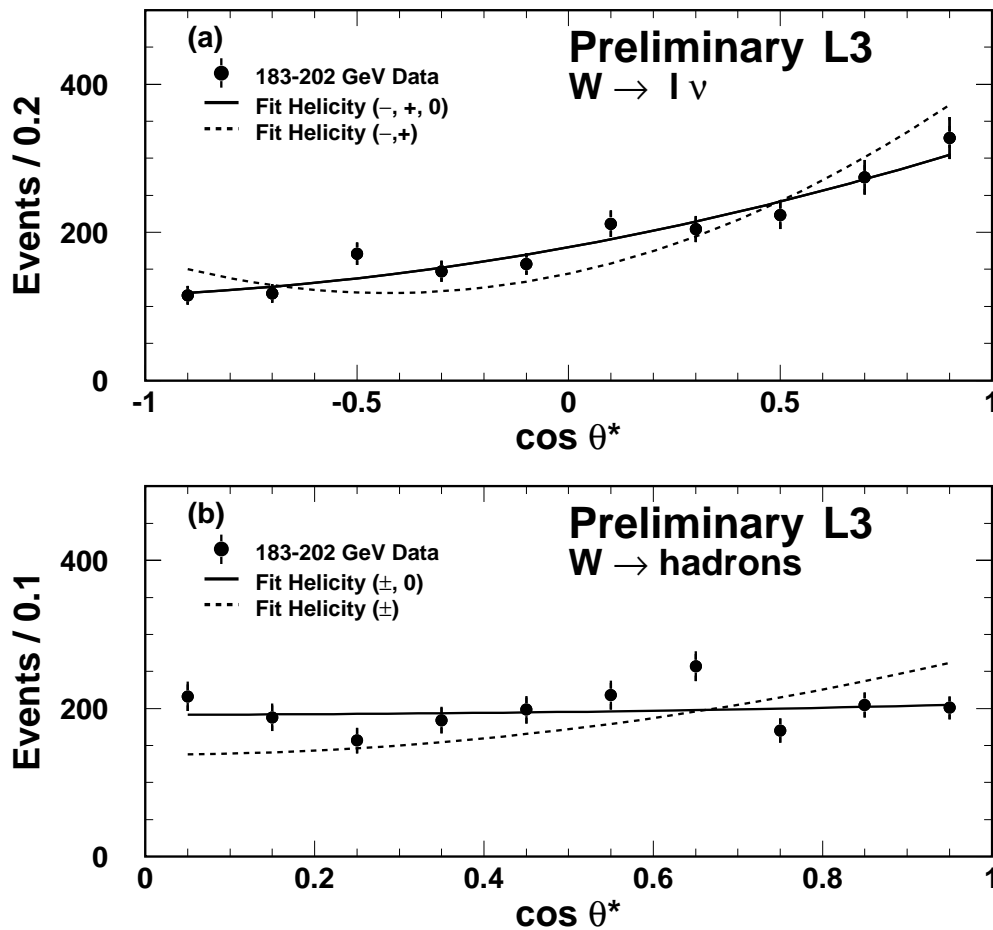 (a)
Preliminary L3
W → l ν
183-202 GeV Data
Fit Helicity (−, +, 0)
Fit Helicity (−,+)
Events / 0.2
400
200
0
-1 -0.5 0 0.5 1
cos θ*
(b)
Preliminary L3
W → hadrons
183-202 GeV Data
Fit Helicity (±, 0)
Fit Helicity (±)
Events / 0.1
400
200
0
0 0.2 0.4 0.6 0.8 1
cos θ*